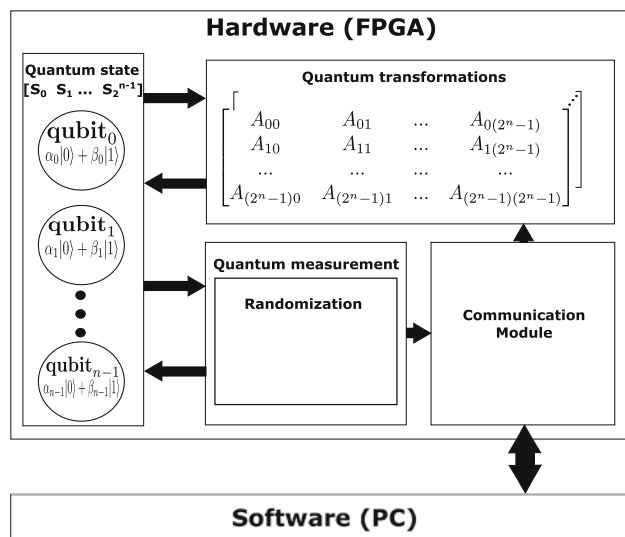 Hardware (FPGA)
Quantum state
[S₀ S₁ ... S₂ⁿ⁻¹]
qubit₀
α₀|0⟩ + β₀|1⟩
qubit₁
α₁|0⟩ + β₁|1⟩
qubitₙ₋₁
αₙ₋₁|0⟩ + βₙ₋₁|1⟩
Quantum transformations
A₀₀ A₀₁ ... A₀₍₂ⁿ₋₁₎
A₁₀ A₁₁ ... A₁₍₂ⁿ₋₁₎
... ... ... ...
A₍₂ⁿ₋₁₎₀ A₍₂ⁿ₋₁₎₁ ... A₍₂ⁿ₋₁₎₍₂ⁿ₋₁₎
Quantum measurement
Randomization
Communication
Module
Software (PC)